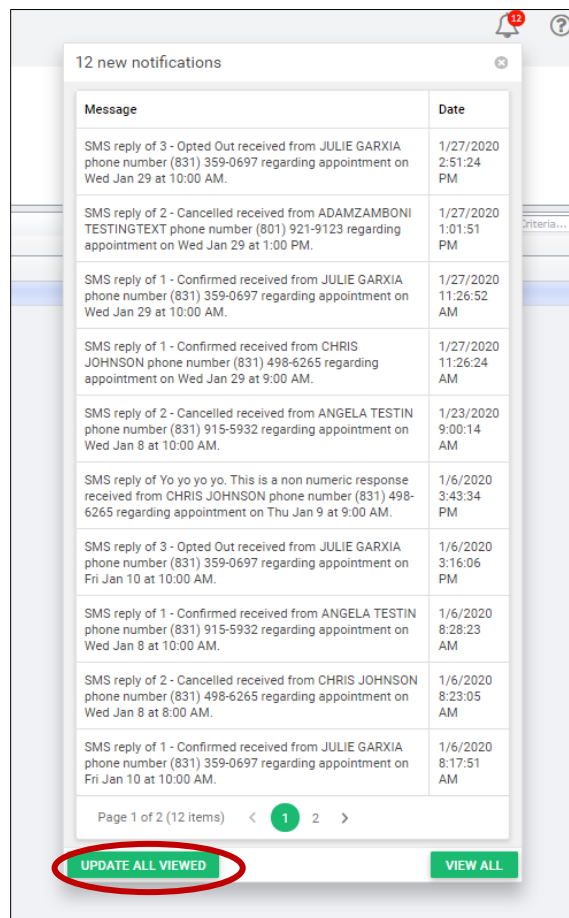 12
12 new notifications
Message Date
SMS reply of 3 - Opted Out received from JULIE GARXIA
phone number (831) 359-0697 regarding appointment on
Wed Jan 29 at 10:00 AM.
1/27/2020
2:51:24
PM
SMS reply of 2 - Cancelled received from ADAMZAMBONI
TESTINGTEXT phone number (801) 921-9123 regarding
appointment on Wed Jan 29 at 1:00 PM.
1/27/2020
1:01:51
PM
Criteria...
SMS reply of 1 - Confirmed received from JULIE GARXIA
phone number (831) 359-0697 regarding appointment on
Wed Jan 29 at 10:00 AM.
1/27/2020
11:26:52
AM
SMS reply of 1 - Confirmed received from CHRIS
JOHNSON phone number (831) 498-6265 regarding
appointment on Wed Jan 29 at 9:00 AM.
1/27/2020
11:26:24
AM
SMS reply of 2 - Cancelled received from ANGELA TESTIN
phone number (831) 915-5932 regarding appointment on
Wed Jan 8 at 10:00 AM.
1/23/2020
9:00:14
AM
SMS reply of Yo yo yo yo. This is a non numeric response
received from CHRIS JOHNSON phone number (831) 498-
6265 regarding appointment on Thu Jan 9 at 9:00 AM.
1/6/2020
3:43:34
PM
SMS reply of 3 - Opted Out received from JULIE GARXIA
phone number (831) 359-0697 regarding appointment on
Fri Jan 10 at 10:00 AM.
1/6/2020
3:16:06
PM
SMS reply of 1 - Confirmed received from ANGELA TESTIN
phone number (831) 915-5932 regarding appointment on
Wed Jan 8 at 10:00 AM.
1/6/2020
8:28:23
AM
SMS reply of 2 - Cancelled received from CHRIS JOHNSON
phone number (831) 498-6265 regarding appointment on
Wed Jan 8 at 8:00 AM.
1/6/2020
8:23:05
AM
SMS reply of 1 - Confirmed received from JULIE GARXIA
phone number (831) 359-0697 regarding appointment on
Fri Jan 10 at 10:00 AM.
1/6/2020
8:17:51
AM
Page 1 of 2 (12 items) < 1 2 >
UPDATE ALL VIEWED VIEW ALL